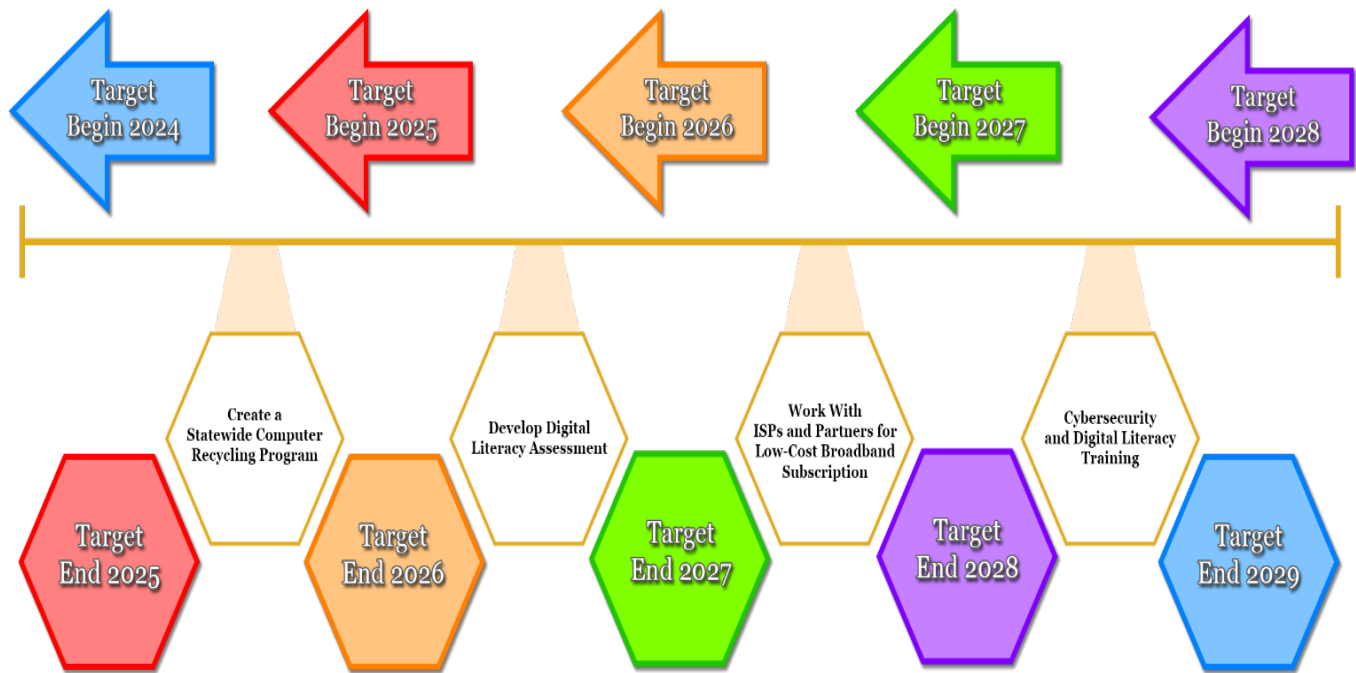 Target
Begin 2024
Target
Begin 2025
Target
Begin 2026
Target
Begin 2027
Target
Begin 2028
Create a
Statewide Computer
Recycling Program
Develop Digital
Literacy Assessment
Work With
ISPs and Partners for
Low-Cost Broadband
Subscription
Cybersecurity
and Digital Literacy
Training
Target
End 2025
Target
End 2026
Target
End 2027
Target
End 2028
Target
End 2029